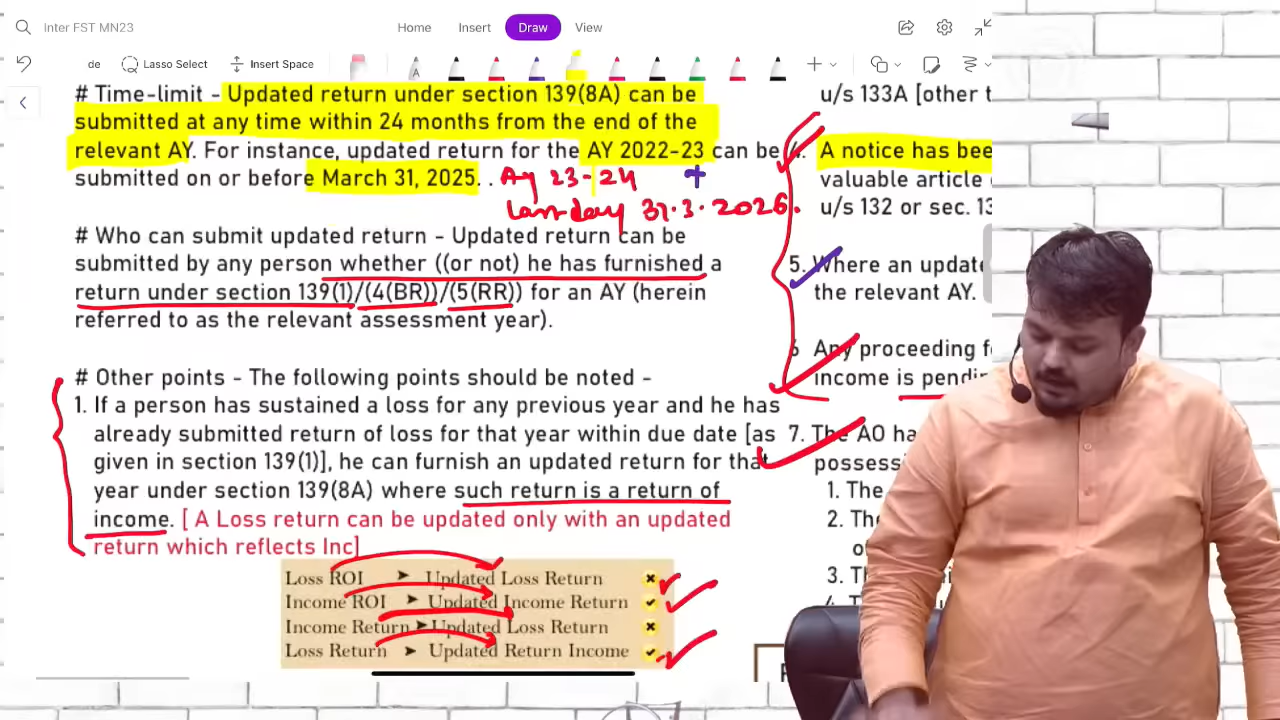 Inter FST MN23
Home Insert Draw View
de Lasso Select Insert Space
# Time-limit - Updated return under section 139(8A) can be
submitted at any time within 24 months from the end of the
relevant AY. For instance, updated return for the AY 2022-23 can be
submitted on or before March 31, 2025. .
Ay 23-24
Last day 31.3.2026.
# Who can submit updated return - Updated return can be
submitted by any person whether ((or not) he has furnished a
return under section 139(1)/(4(BR))/(5(RR)) for an AY (herein
referred to as the relevant assessment year).
# Other points - The following points should be noted -
1. If a person has sustained a loss for any previous year and he has
already submitted return of loss for that year within due date [as
given in section 139(1)], he can furnish an updated return for that
year under section 139(8A) where such return is a return of
income. [ A Loss return can be updated only with an updated
return which reflects Inc]
Loss ROI ➤ Updated Loss Return ✖
Income ROI ➤ Updated Income Return ✔
Income Return ➤ Updated Loss Return ✖
Loss Return ➤ Updated Return Income ✔
u/s 133A [other t
4. A notice has bee
valuable article
u/s 132 or sec. 13
5. Where an update
the relevant AY.
6 Any proceeding f
income is pendi
7. The AO ha
possess
1. The
2. Th
3. T
4.